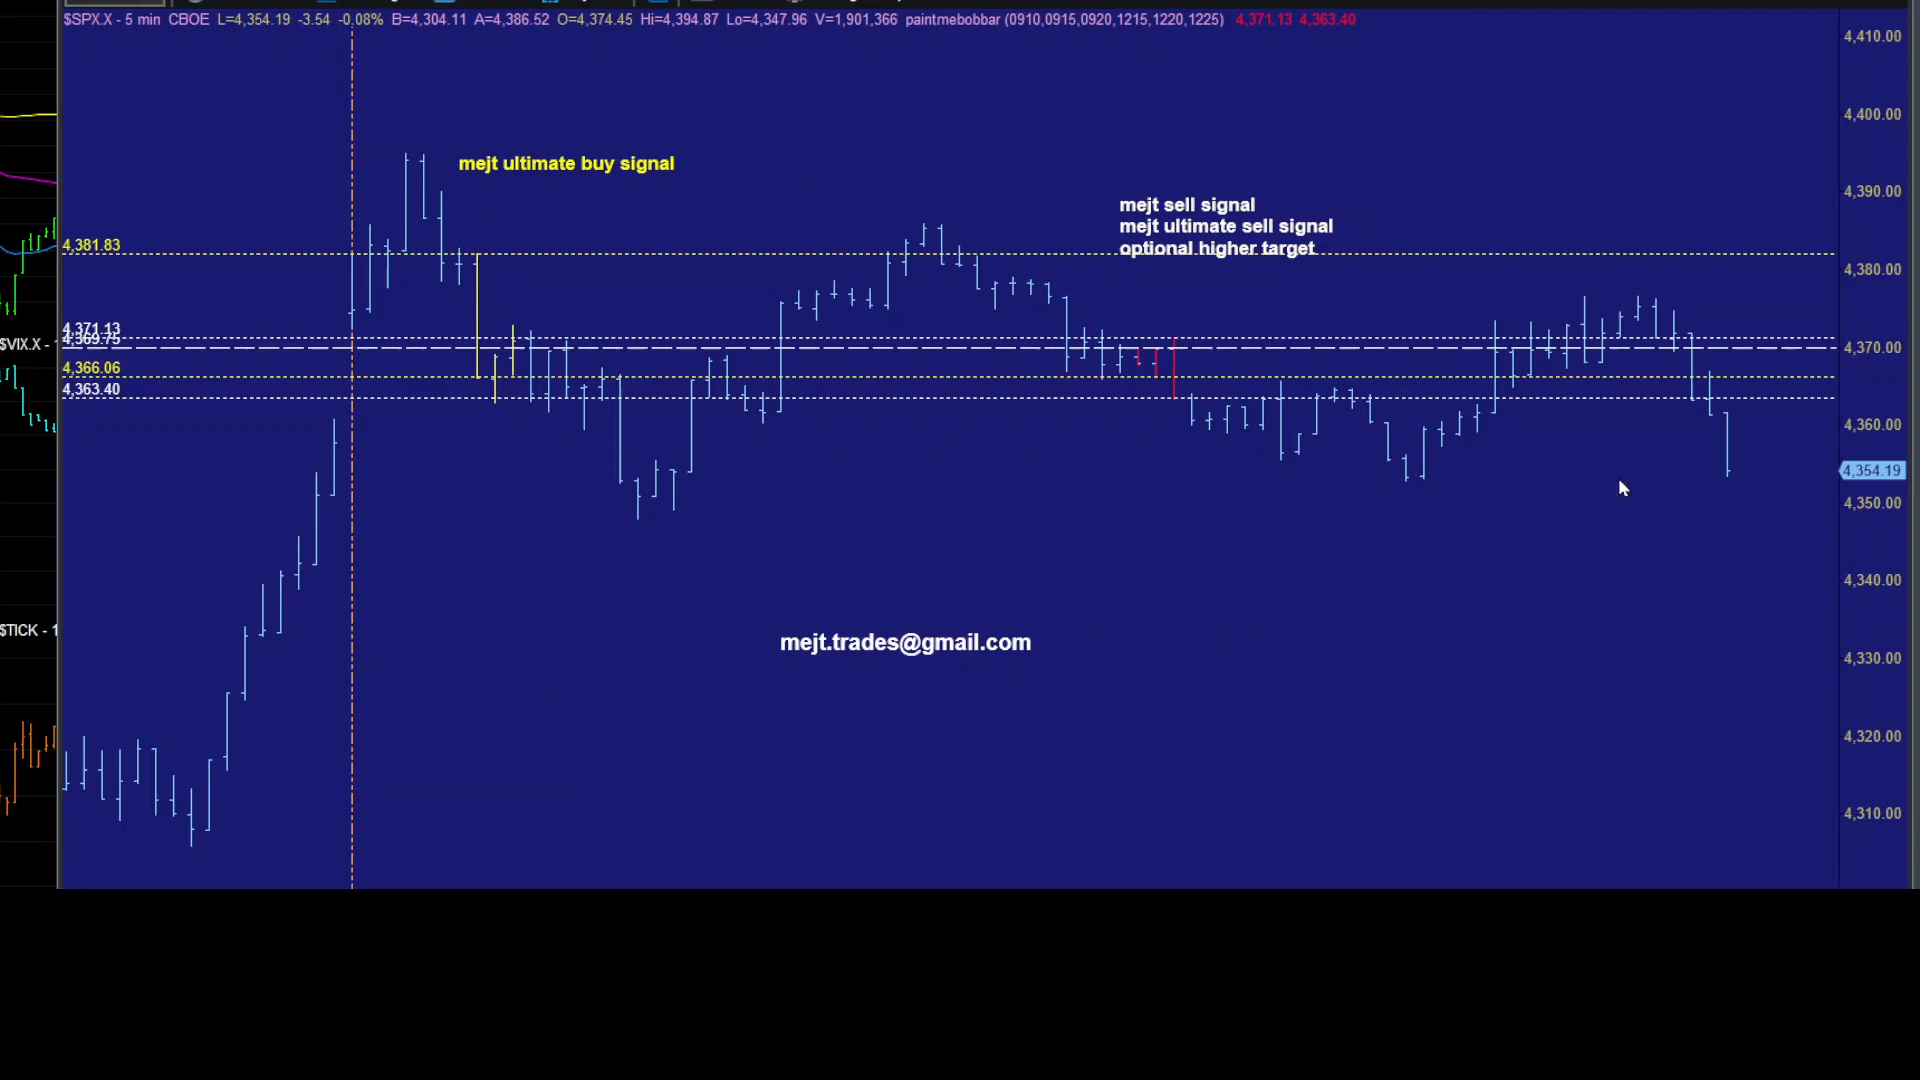 $SPX.X - 5 min CBOE L=4,354.19 -3.54 -0.08% B=4,304.11 A=4,386.52 O=4,374.45 Hi=4,394.87 Lo=4,347.96 V=1,901,366 paintmebobbar (0910,0915,0920,1215,1220,1225) 4,371.13 4,363.40
4,410.00
4,400.00
mejt ultimate buy signal
4,390.00
mejt sell signal
mejt ultimate sell signal
optional higher target
4,381.83
4,380.00
4,371.13
4,369.75
$VIX.X -
4,370.00
4,366.06
4,363.40
4,360.00
4,354.19
4,350.00
4,340.00
$TICK - 1
mejt.trades@gmail.com
4,330.00
4,320.00
4,310.00